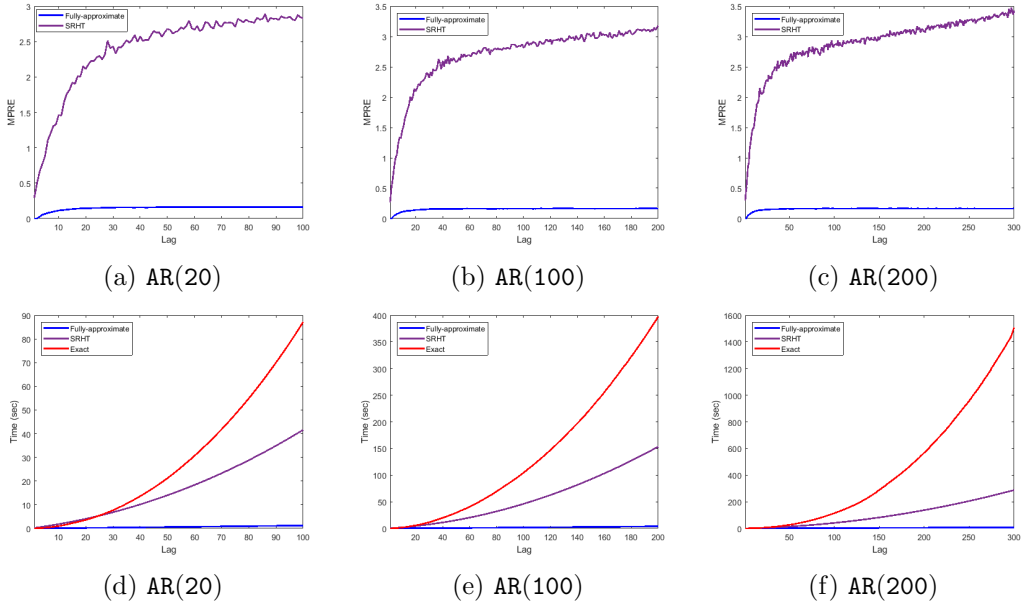 Fully-approximate
SRHT
MPRE
3
2.5
2
1.5
1
0.5
0
10 20 30 40 50 60 70 80 90 100
Lag
(a) AR(20)
Fully-approximate
SRHT
MPRE
4
3.5
3
2.5
2
1.5
1
0.5
0
20 40 60 80 100 120 140 160 180 200
Lag
(b) AR(100)
Fully-approximate
SRHT
MPRE
3.5
3
2.5
2
1.5
1
0.5
0
50 100 150 200 250 300
Lag
(c) AR(200)
Fully-approximate
SRHT
Exact
Time (sec)
90
80
70
60
50
40
30
20
10
0
10 20 30 40 50 60 70 80 90 100
Lag
(d) AR(20)
Fully-approximate
SRHT
Exact
Time (sec)
400
350
300
250
200
150
100
50
0
20 40 60 80 100 120 140 160 180 200
Lag
(e) AR(100)
Fully-approximate
SRHT
Exact
Time (sec)
1600
1400
1200
1000
800
600
400
200
0
50 100 150 200 250 300
Lag
(f) AR(200)